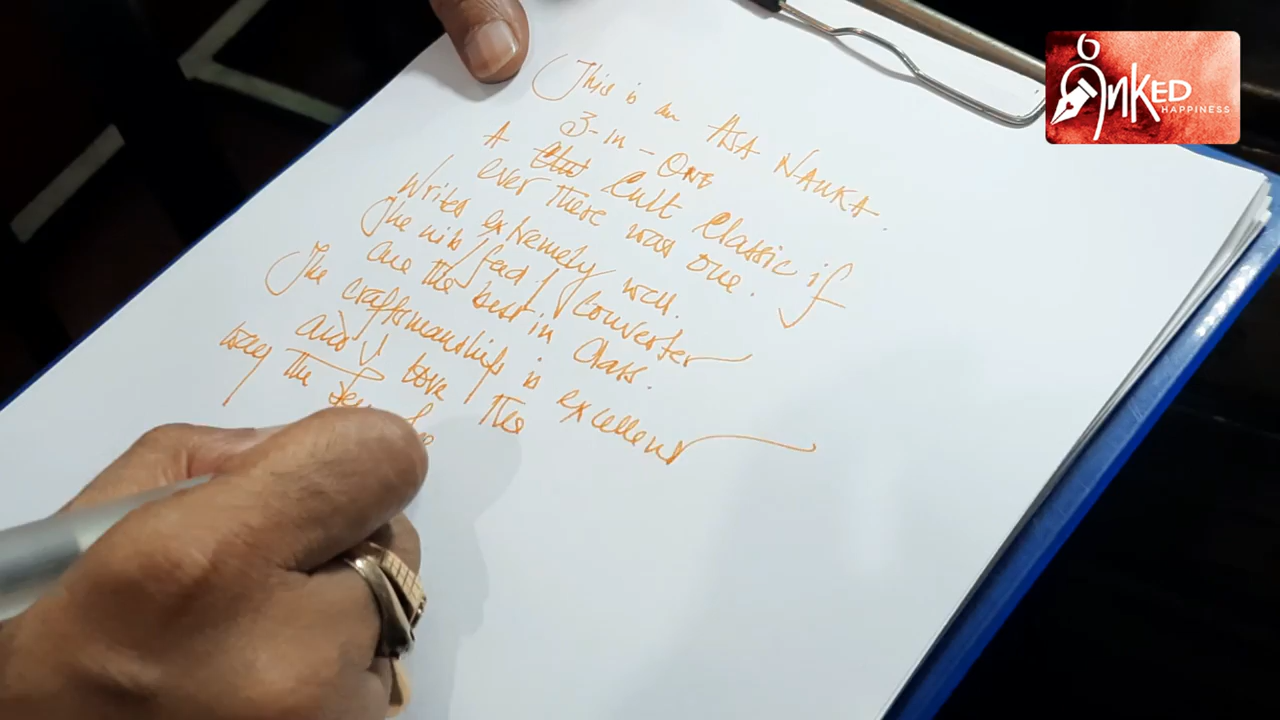 This is an ASA NAUKA.
3-in-ONE
A Cult Classic if
ever there was one.
Writes extremely well.
The nib/feed/Converter
are the best in Class.
The craftsmanship is excellent
and I love the
way the
InKED
HAPPINESS